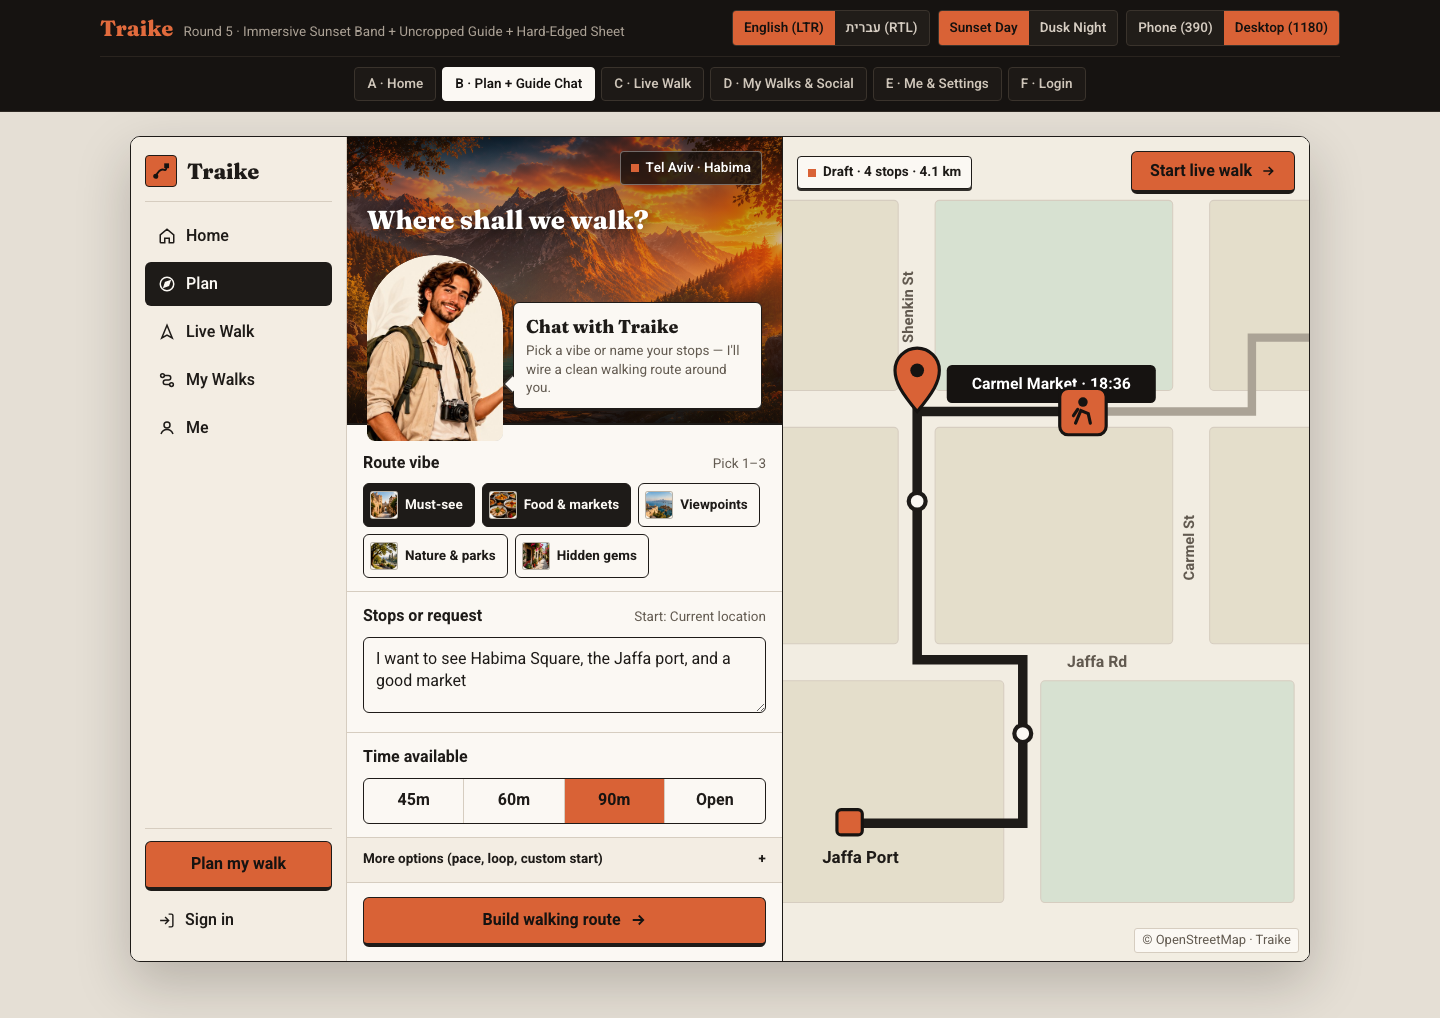 Traike Round 5 · Immersive Sunset Band + Uncropped Guide + Hard-Edged Sheet
English (LTR) עברית (RTL) Sunset Day Dusk Night Phone (390) Desktop (1180)
A · Home B · Plan + Guide Chat C · Live Walk D · My Walks & Social E · Me & Settings F · Login
Traike
Home
Plan
Live Walk
My Walks
Me
Plan my walk
Sign in
Tel Aviv · Habima
Where shall we walk?
Chat with Traike
Pick a vibe or name your stops — I'll
wire a clean walking route around
you.
Route vibe Pick 1–3
Must-see Food & markets Viewpoints
Nature & parks Hidden gems
Stops or request Start: Current location
I want to see Habima Square, the Jaffa port, and a
good market
Time available
45m 60m 90m Open
More options (pace, loop, custom start) +
Build walking route →
Draft · 4 stops · 4.1 km
Start live walk →
Shenkin St
Carmel Market · 18:36
Carmel St
Jaffa Rd
Jaffa Port
© OpenStreetMap · Traike